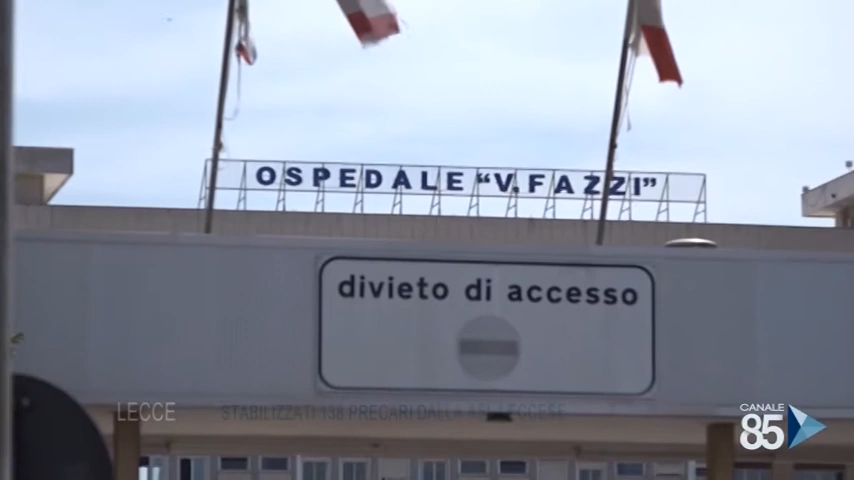 OSPEDALE "V. FAZZI"
divieto di accesso
LECCE
STABILIZZATI 138 PRECARI DALLA ASL LECCESE
CANALE
85